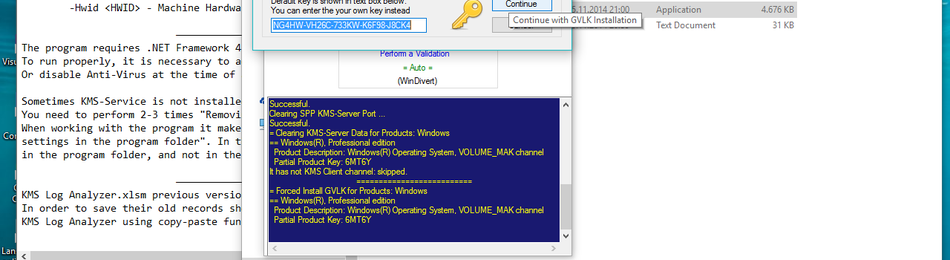 -Hwid <HWID> - Machine Hardwa
The program requires .NET Framework 4
To run properly, it is necessary to a
Or disable Anti-Virus at the time of
Sometimes KMS-Service is not installe
You need to perform 2-3 times "Removi
When working with the program it make
settings in the program folder". In t
in the program folder, and not in the
KMS Log Analyzer.xlsm previous versio
In order to save their old records sh
KMS Log Analyzer using copy-paste fun
Default key is shown in text box below.
You can enter the your own key instead
NG4HW-VH26C-733KW-K6F98-J8CK4
Continue
Continue with GVLK Installation
Perform a Validation
= Auto =
(WinDivert)
Successful.
Clearing SPP KMS-Server Port ...
Successful.
= Clearing KMS-Server Data for Products: Windows
== Windows(R), Professional edition
Product Description: Windows(R) Operating System, VOLUME_MAK channel
Partial Product Key: 6MT6Y
It has not KMS Client channel: skipped.
=========================
= Forced Install GVLK for Products: Windows
== Windows(R), Professional edition
Product Description: Windows(R) Operating System, VOLUME_MAK channel
Partial Product Key: 6MT6Y
5.11.2014 21:00 Application 4.676 KB
Text Document 31 KB